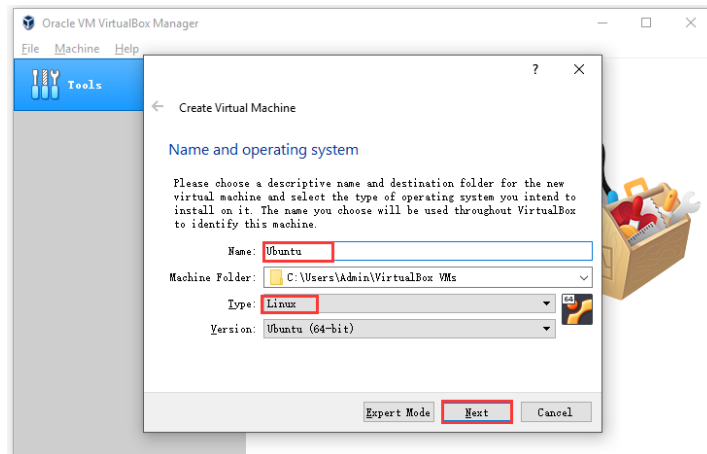 Oracle VM VirtualBox Manager
File Machine Help
Tools
?
Create Virtual Machine
Name and operating system
Please choose a descriptive name and destination folder for the new
virtual machine and select the type of operating system you intend to
install on it. The name you choose will be used throughout VirtualBox
to identify this machine.
Name: Ubuntu
Machine Folder: C:\Users\Admin\VirtualBox VMs
Type: Linux
64
Version: Ubuntu (64-bit)
Expert Mode Next Cancel